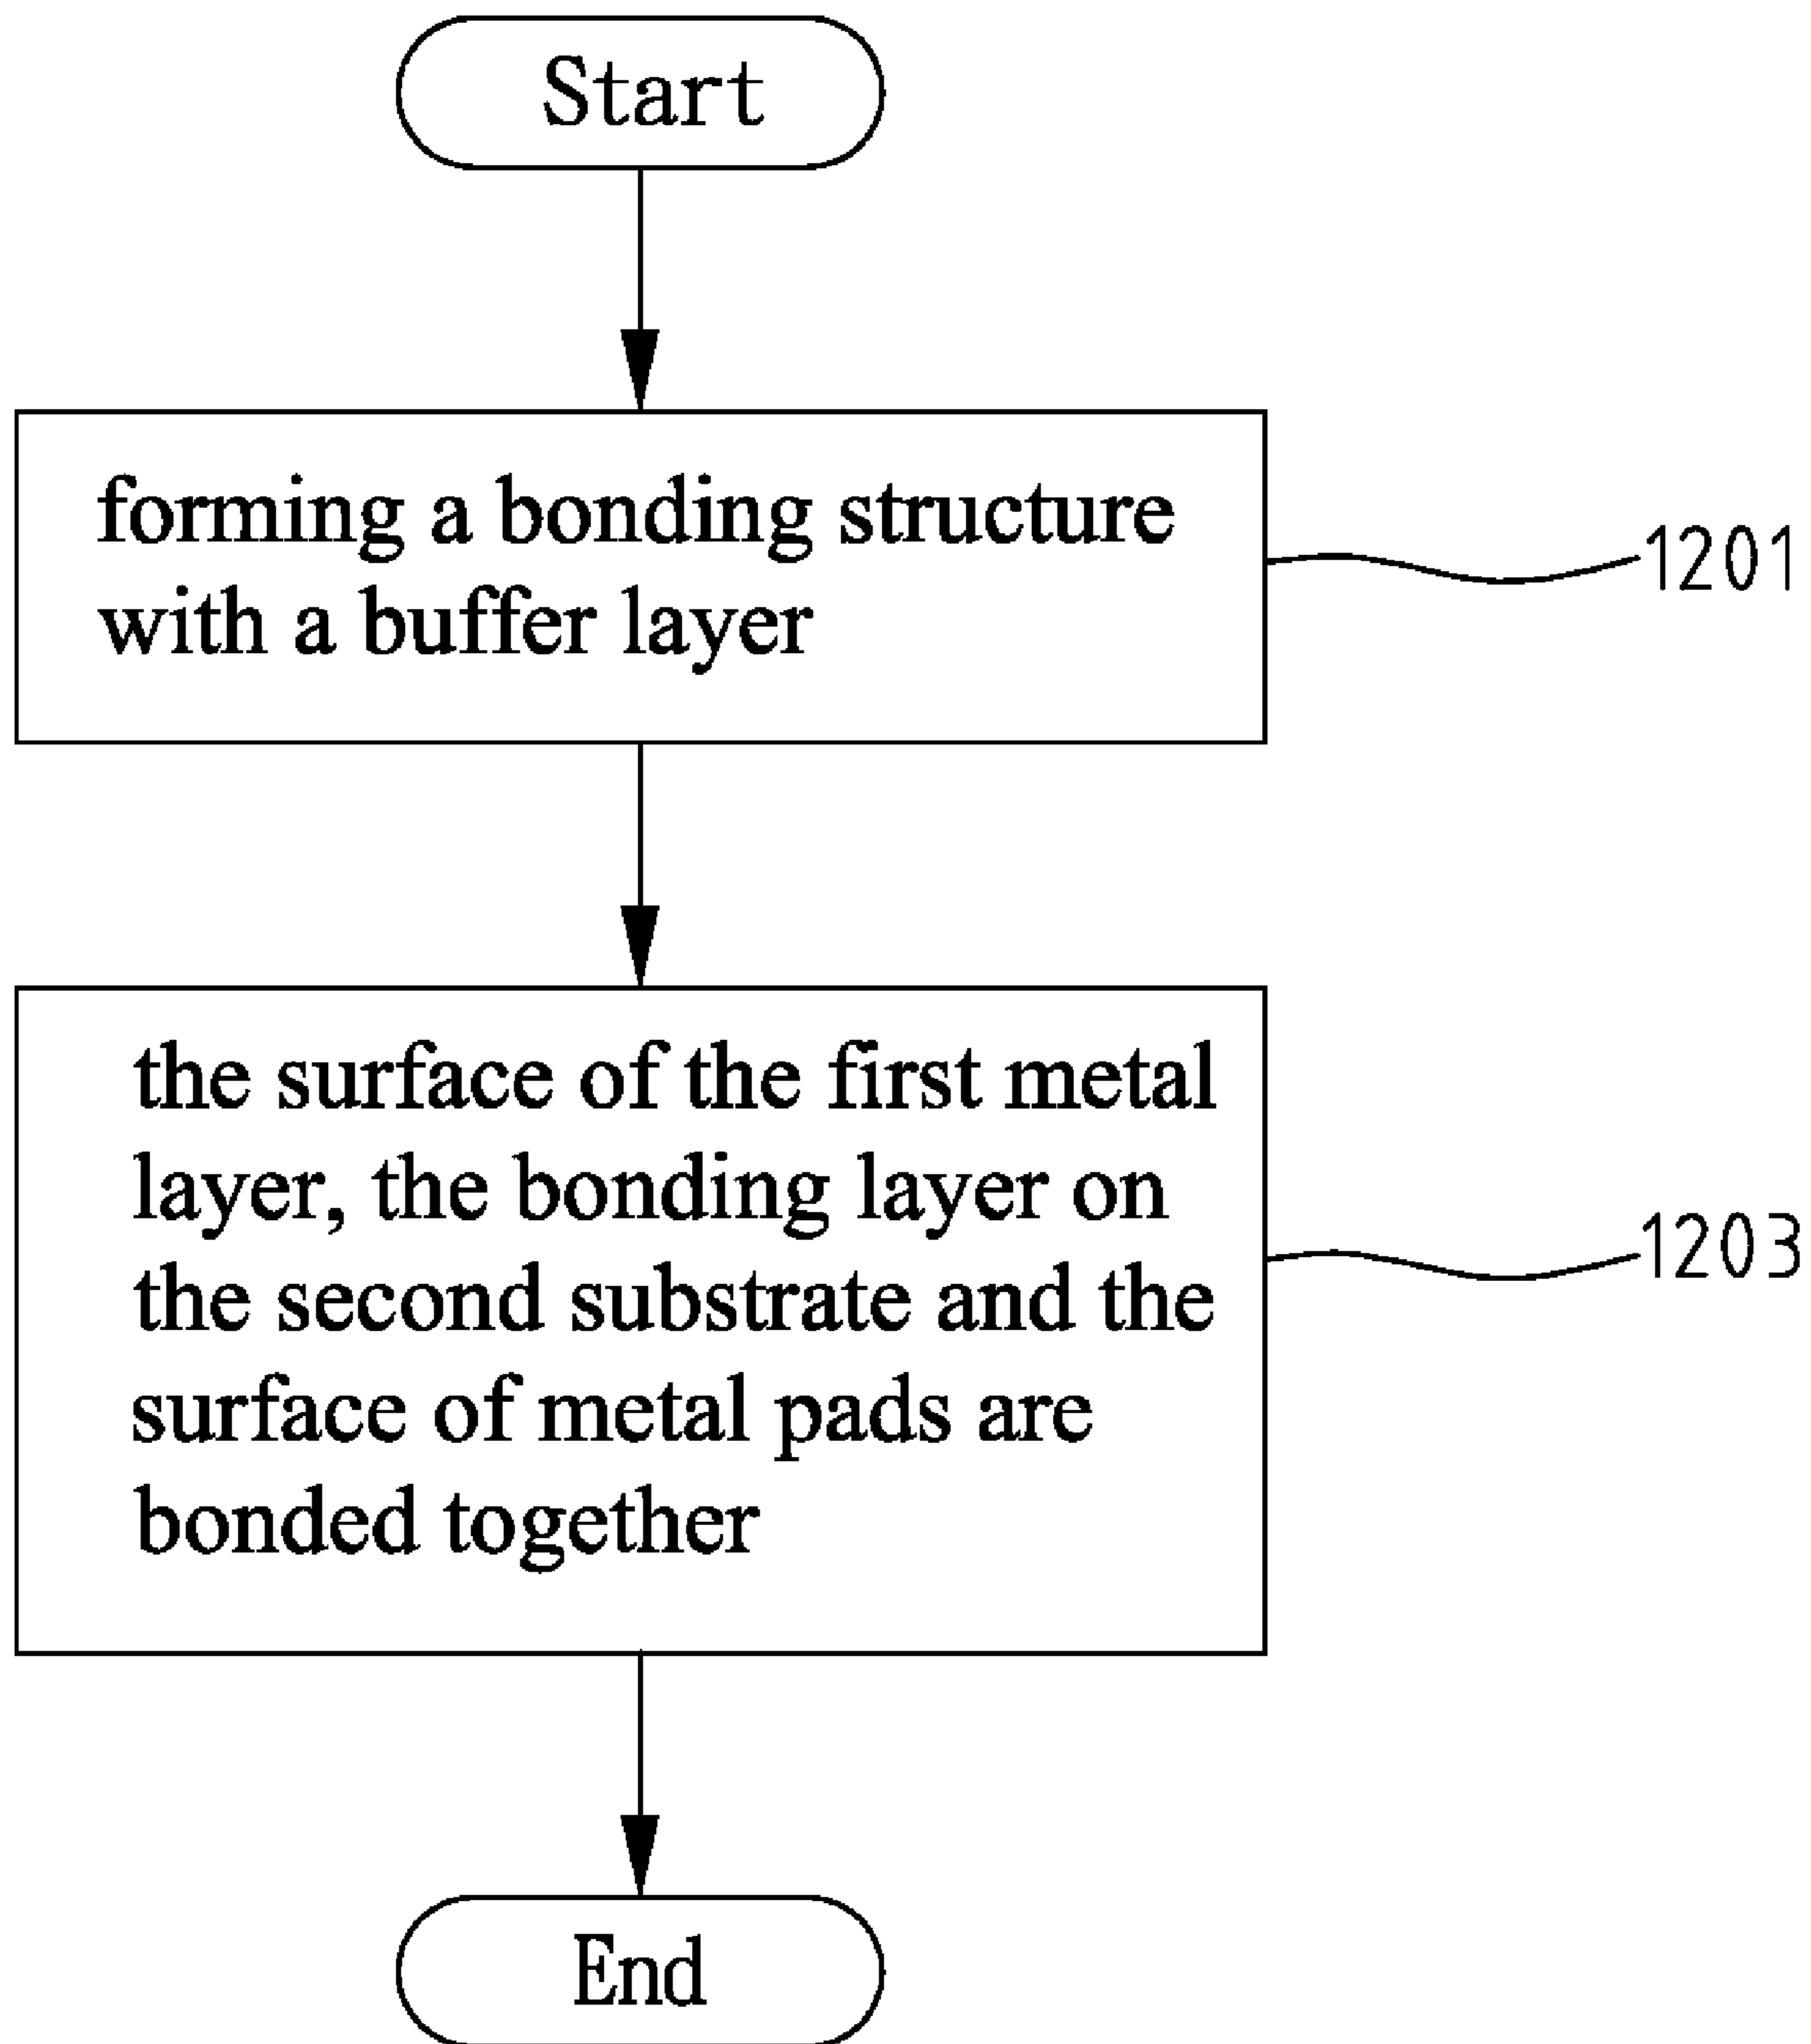 Start
forming a bonding structure
with a buffer layer
1201
the surface of the first metal
layer, the bonding layer on
the second substrate and the
surface of metal pads are
bonded together
1203
End